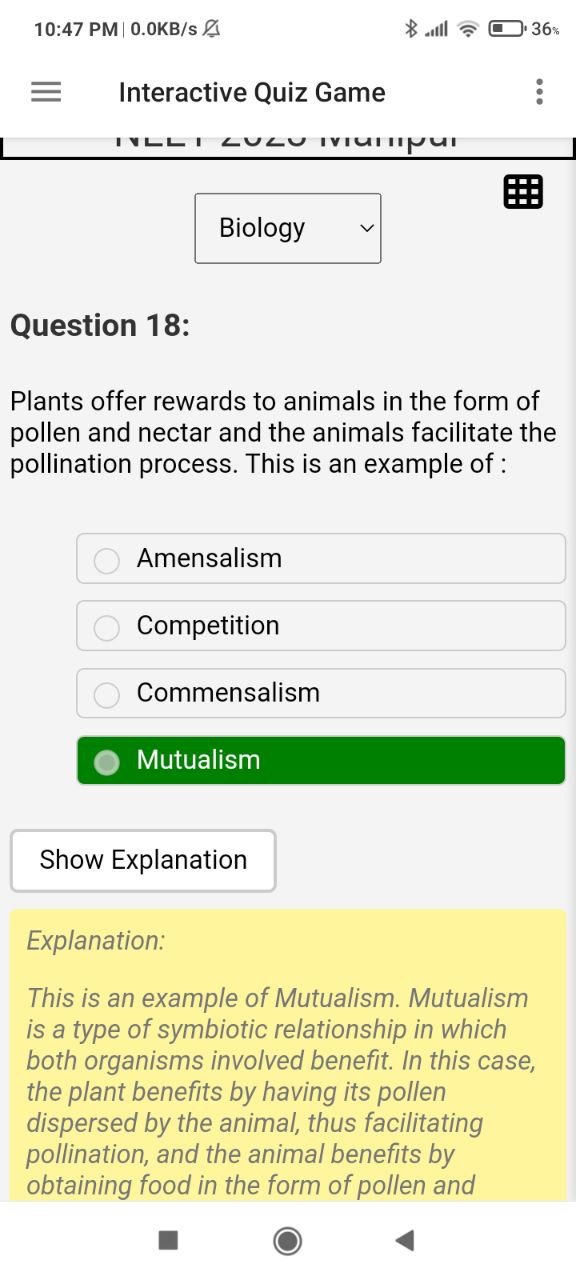 10:47 PM | 0.0KB/s
36%
Interactive Quiz Game
NEET 2023 Manipur
Biology
Question 18:
Plants offer rewards to animals in the form of
pollen and nectar and the animals facilitate the
pollination process. This is an example of :
Amensalism
Competition
Commensalism
Mutualism
Show Explanation
Explanation:
This is an example of Mutualism. Mutualism
is a type of symbiotic relationship in which
both organisms involved benefit. In this case,
the plant benefits by having its pollen
dispersed by the animal, thus facilitating
pollination, and the animal benefits by
obtaining food in the form of pollen and